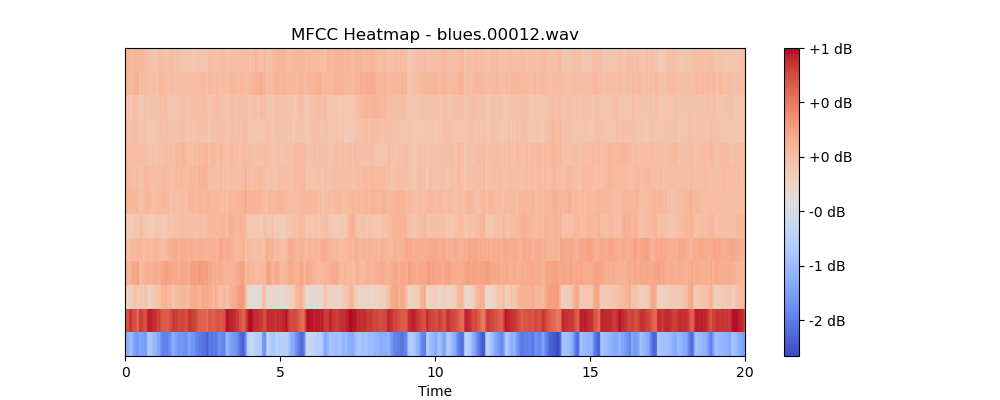 MFCC Heatmap - blues.00012.wav
+1 dB
+0 dB
+0 dB
-0 dB
-1 dB
-2 dB
0 5 10 15 20
Time